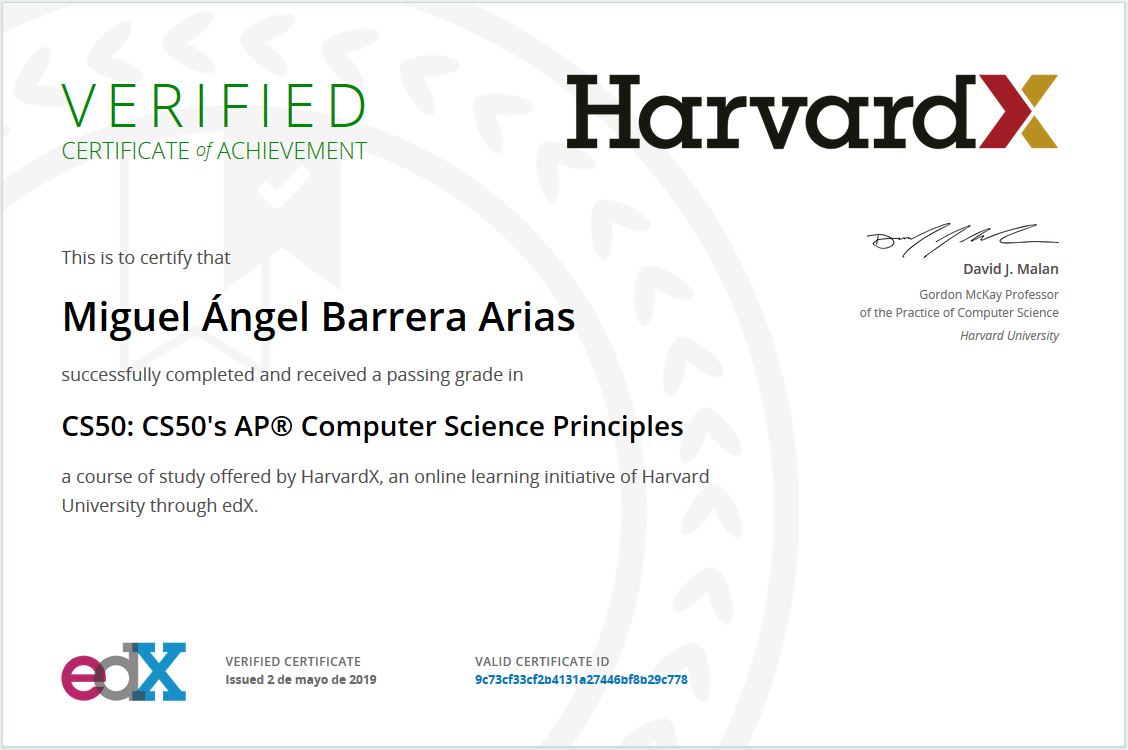 VERIFIED
CERTIFICATE of ACHIEVEMENT
HarvardX
David J. Malan
Gordon McKay Professor
of the Practice of Computer Science
Harvard University
This is to certify that
Miguel Ángel Barrera Arias
successfully completed and received a passing grade in
CS50: CS50's AP® Computer Science Principles
a course of study offered by HarvardX, an online learning initiative of Harvard
University through edX.
edX
VERIFIED CERTIFICATE
Issued 2 de mayo de 2019
VALID CERTIFICATE ID
9c73cf33cf2b4131a27446bf8b29c778